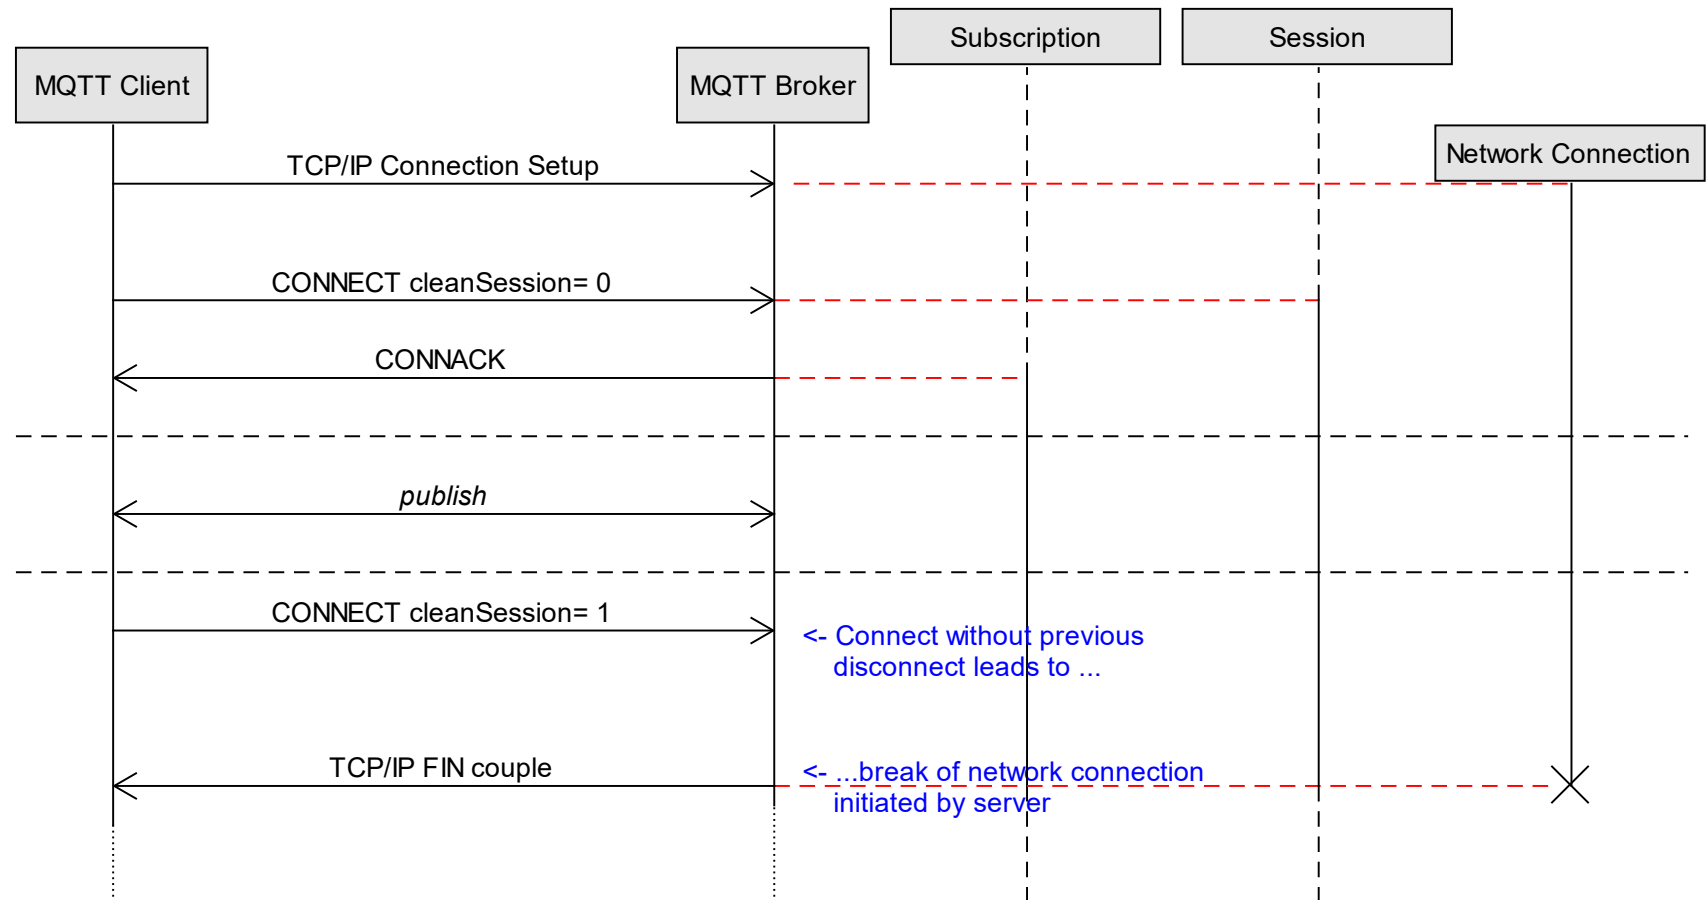 Subscription
Session
MQTT Client
MQTT Broker
Network Connection
TCP/IP Connection Setup
CONNECT cleanSession= 0
CONNACK
publish
CONNECT cleanSession= 1
<- Connect without previous
disconnect leads to ...
TCP/IP FIN couple
<- ...break of network connection
initiated by server